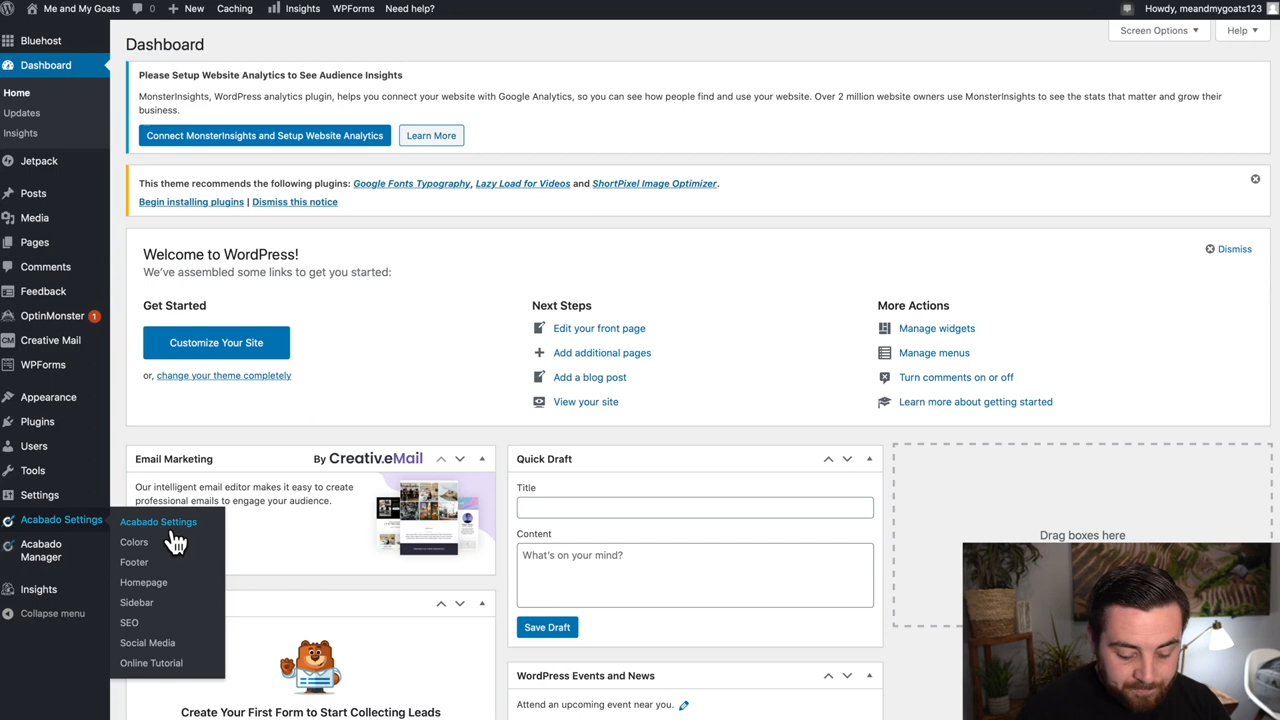 Me and My Goats
0
New
Caching
Insights
WPForms
Need help?
Howdy, meandmygoats123
Bluehost
Dashboard
Home
Updates
Insights
Jetpack
Posts
Media
Pages
Comments
Feedback
OptinMonster 1
CM Creative Mail
WPForms
Appearance
Plugins
Users
Tools
Settings
Acabado Settings
Acabado
Manager
Insights
Collapse menu
Acabado Settings
Colors
Footer
Homepage
Sidebar
SEO
Social Media
Online Tutorial
Dashboard
Screen Options
Help
Please Setup Website Analytics to See Audience Insights
MonsterInsights, WordPress analytics plugin, helps you connect your website with Google Analytics, so you can see how people find and use your website. Over 2 million website owners use MonsterInsights to see the stats that matter and grow their
business.
Connect MonsterInsights and Setup Website Analytics
Learn More
This theme recommends the following plugins: Google Fonts Typography, Lazy Load for Videos and ShortPixel Image Optimizer.
Begin installing plugins | Dismiss this notice
Welcome to WordPress!
We've assembled some links to get you started:
Dismiss
Get Started
Customize Your Site
or, change your theme completely
Next Steps
Edit your front page
Add additional pages
Add a blog post
View your site
More Actions
Manage widgets
Manage menus
Turn comments on or off
Learn more about getting started
Email Marketing
By Creativ.eMail
Our intelligent email editor makes it easy to create
professional emails to engage your audience.
Create Your First Form to Start Collecting Leads
Quick Draft
Title
Content
What's on your mind?
Save Draft
WordPress Events and News
Attend an upcoming event near you.
Drag boxes here